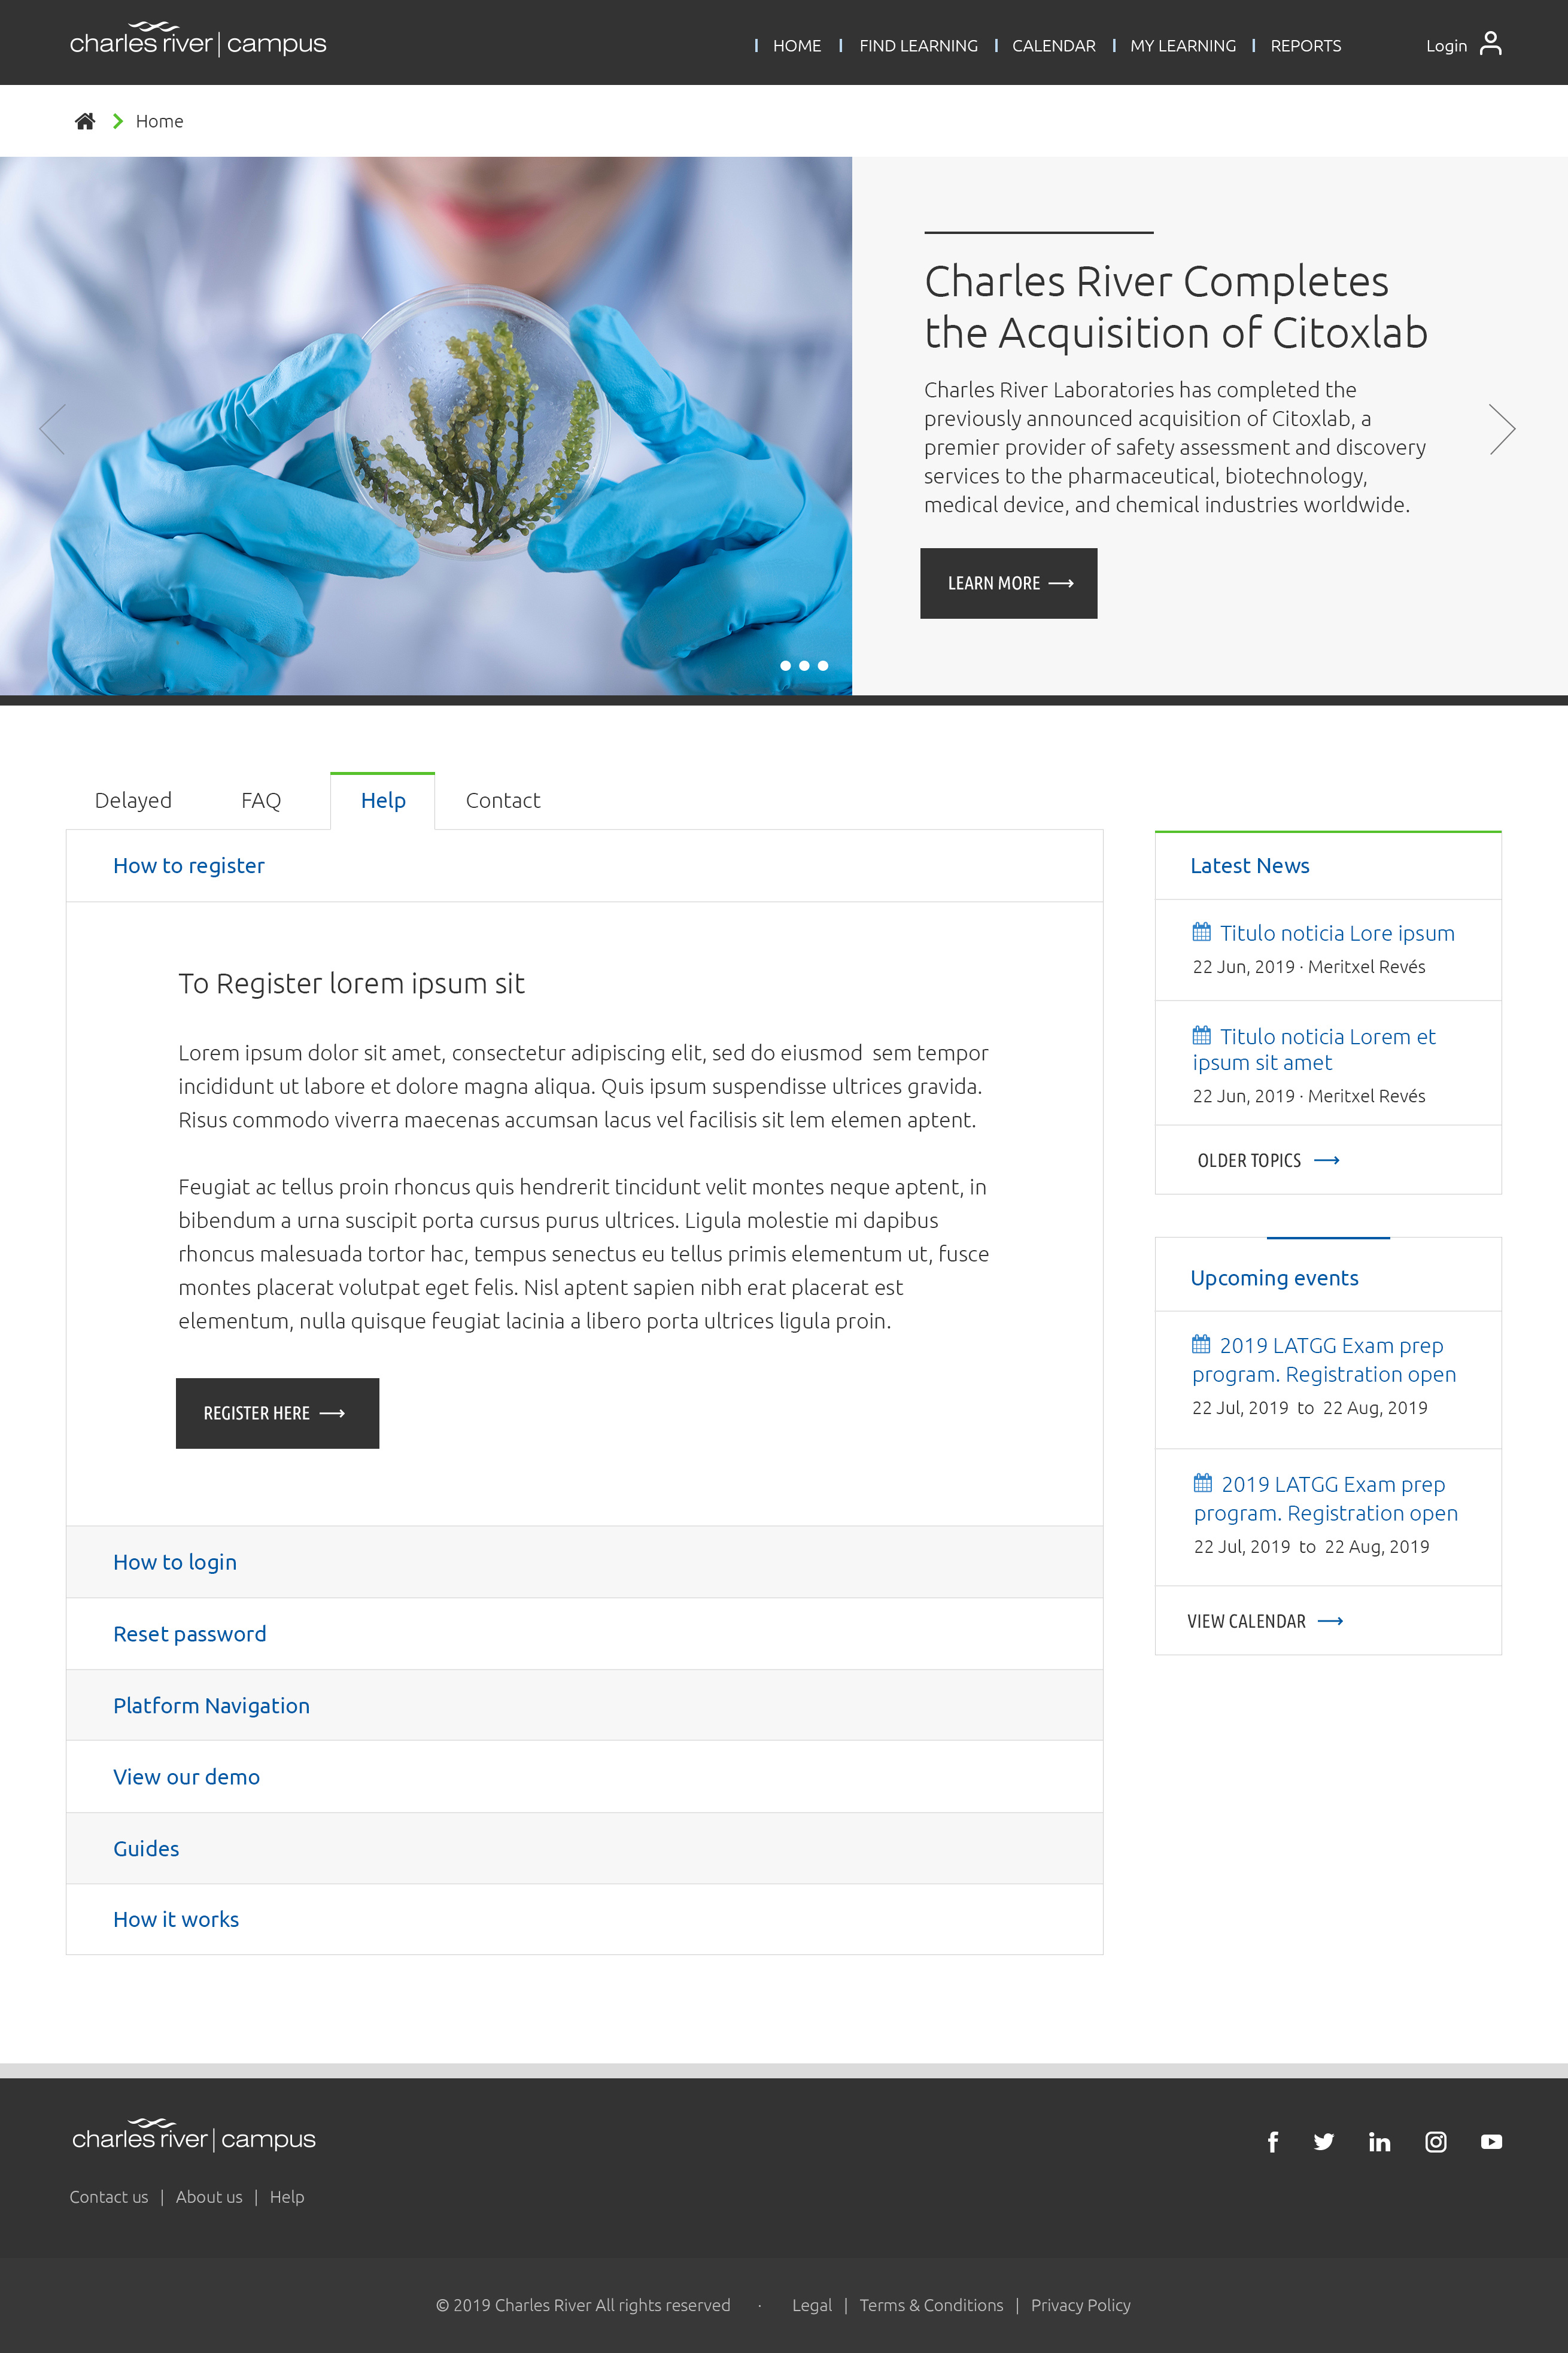 charles river | campus
HOME
FIND LEARNING
CALENDAR
MY LEARNING
REPORTS
Login
Home
Charles River Completes
the Acquisition of Citoxlab
Charles River Laboratories has completed the
previously announced acquisition of Citoxlab, a
premier provider of safety assessment and discovery
services to the pharmaceutical, biotechnology,
medical device, and chemical industries worldwide.
LEARN MORE
Delayed
FAQ
Help
Contact
How to register
To Register lorem ipsum sit
Lorem ipsum dolor sit amet, consectetur adipiscing elit, sed do eiusmod  sem tempor
incididunt ut labore et dolore magna aliqua. Quis ipsum suspendisse ultrices gravida.
Risus commodo viverra maecenas accumsan lacus vel facilisis sit lem elemen aptent.
Feugiat ac tellus proin rhoncus quis hendrerit tincidunt velit montes neque aptent, in
bibendum a urna suscipit porta cursus purus ultrices. Ligula molestie mi dapibus
rhoncus malesuada tortor hac, tempus senectus eu tellus primis elementum ut, fusce
montes placerat volutpat eget felis. Nisl aptent sapien nibh erat placerat est
elementum, nulla quisque feugiat lacinia a libero porta ultrices ligula proin.
REGISTER HERE
How to login
Reset password
Platform Navigation
View our demo
Guides
How it works
Latest News
Titulo noticia Lore ipsum
22 Jun, 2019 · Meritxel Revés
Titulo noticia Lorem et
ipsum sit amet
22 Jun, 2019 · Meritxel Revés
OLDER TOPICS
Upcoming events
2019 LATGG Exam prep
program. Registration open
22 Jul, 2019  to  22 Aug, 2019
2019 LATGG Exam prep
program. Registration open
22 Jul, 2019  to  22 Aug, 2019
VIEW CALENDAR
charles river | campus
Contact us | About us | Help
© 2019 Charles River All rights reserved · Legal | Terms & Conditions | Privacy Policy